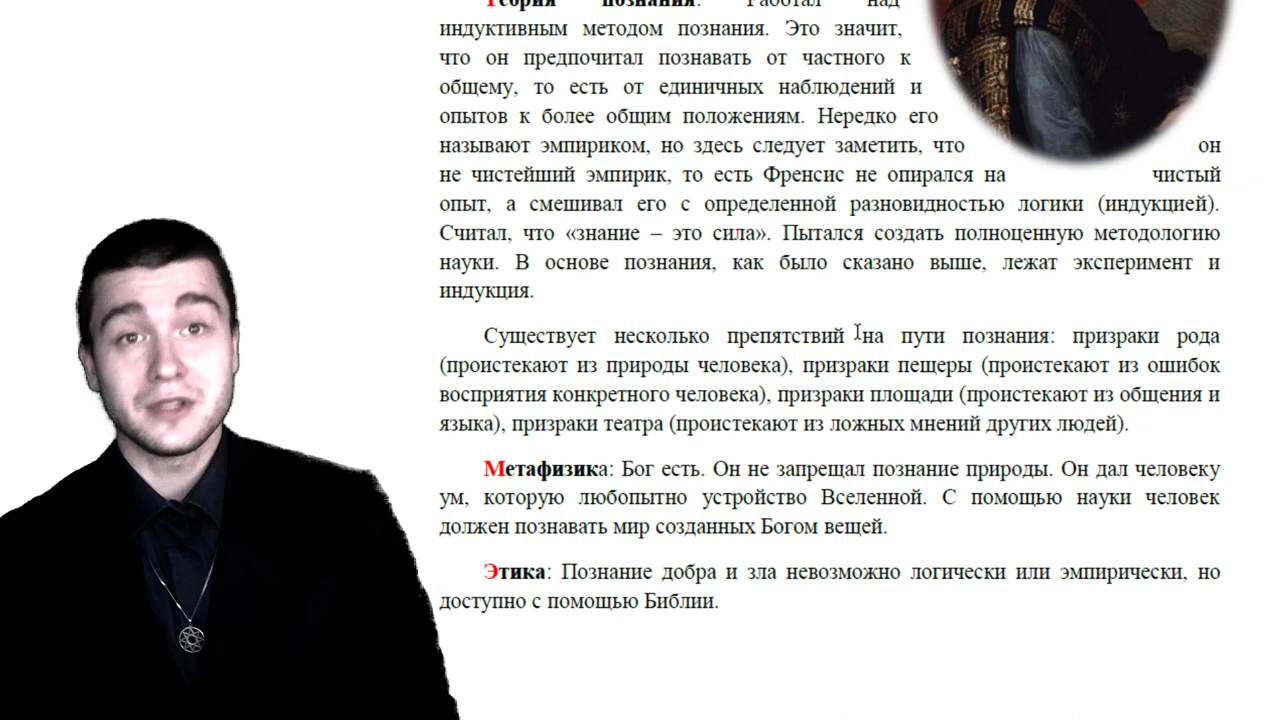 Теория познания: Работал над
индуктивным методом познания. Это значит,
что он предпочитал познавать от частного к
общему, то есть от единичных наблюдений и
опытов к более общим положениям. Нередко его
называют эмпириком, но здесь следует заметить, что он
не чистейший эмпирик, то есть Френсис не опирался на чистый
опыт, а смешивал его с определенной разновидностью логики (индукцией).
Считал, что «знание – это сила». Пытался создать полноценную методологию
науки. В основе познания, как было сказано выше, лежат эксперимент и
индукция.
Существует несколько препятствий на пути познания: призраки рода
(проистекают из природы человека), призраки пещеры (проистекают из ошибок
восприятия конкретного человека), призраки площади (проистекают из общения и
языка), призраки театра (проистекают из ложных мнений других людей).
Метафизика: Бог есть. Он не запрещал познание природы. Он дал человеку
ум, которую любопытно устройство Вселенной. С помощью науки человек
должен познавать мир созданных Богом вещей.
Этика: Познание добра и зла невозможно логически или эмпирически, но
доступно с помощью Библии.